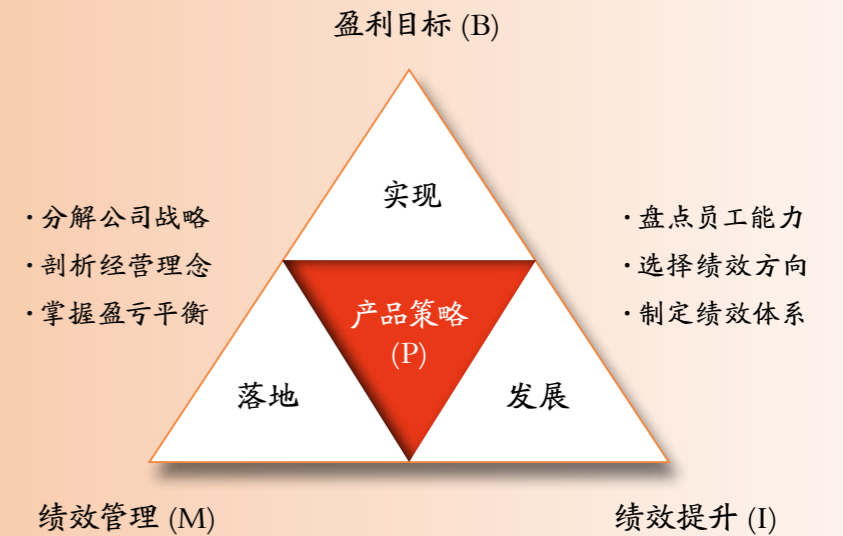 盈利目标 (B)
实现
·分解公司战略
·剖析经营理念
·掌握盈亏平衡
·盘点员工能力
·选择绩效方向
·制定绩效体系
产品策略
(P)
落地
发展
绩效管理 (M)
绩效提升 (I)